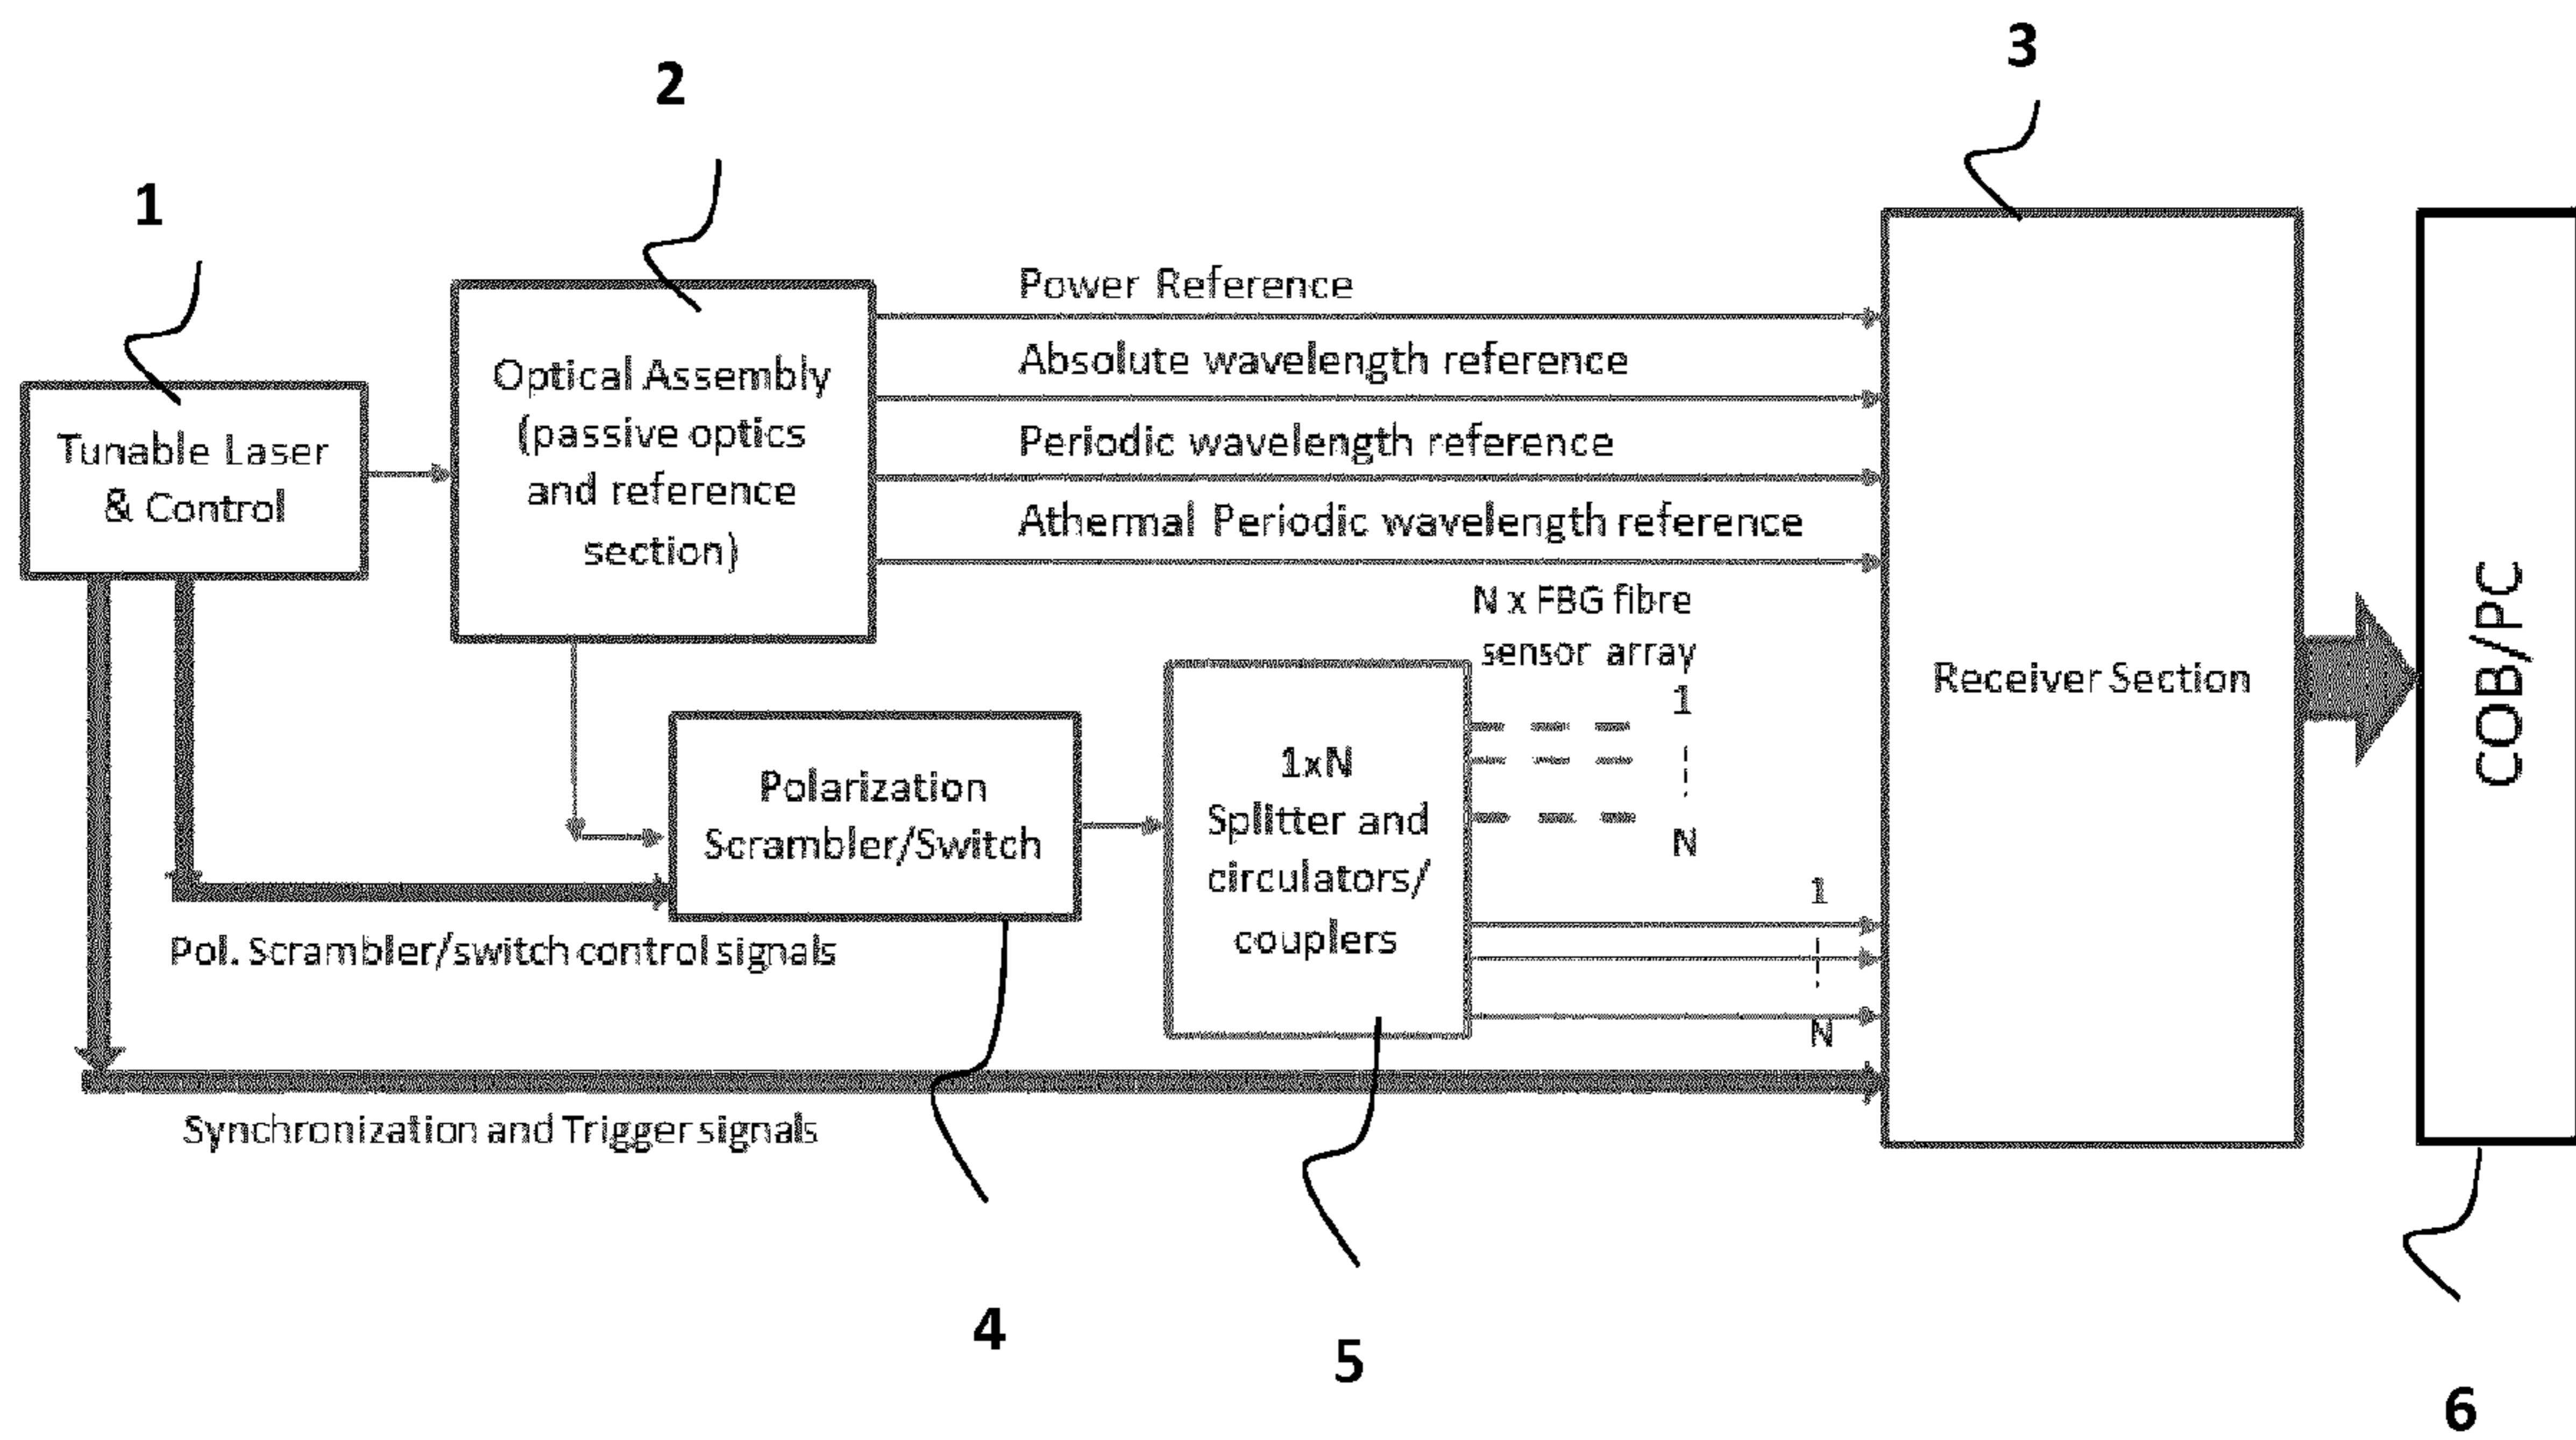 3
2
1
Power Reference
Absolute wavelength reference
Periodic wavelength reference
Athermal Periodic wavelength reference
Optical Assembly
(passive optics
and reference
section)
Tunable Laser
& Control
N x FBG fibre
sensor array
1
N
Receiver Section
COB/PC
Polarization
Scrambler/Switch
1xN
Splitter and
circulators/
couplers
1
N
Pol. Scrambler/switch control signals
Synchronization and Trigger signals
4
5
6